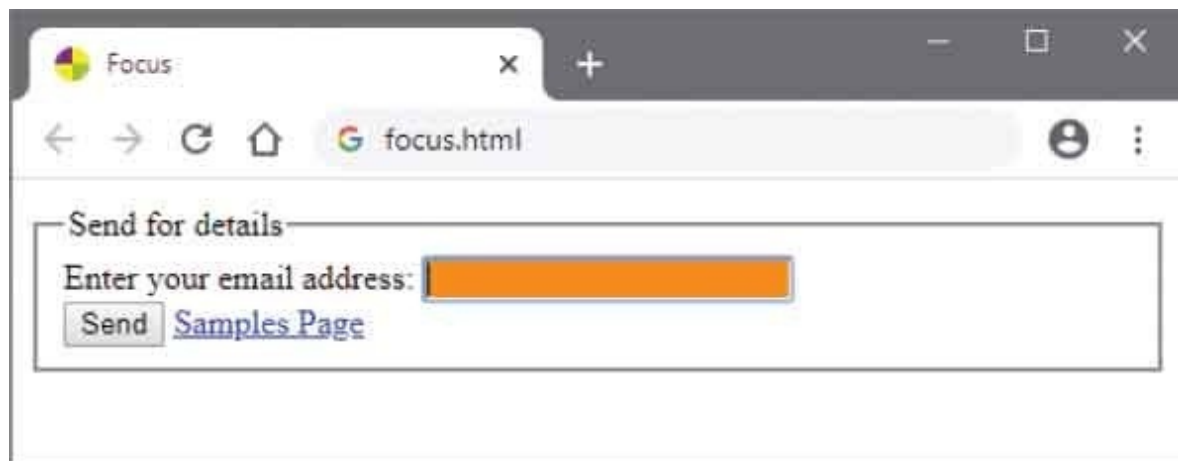 Focus
focus.html
Send for details
Enter your email address:
Send Samples Page